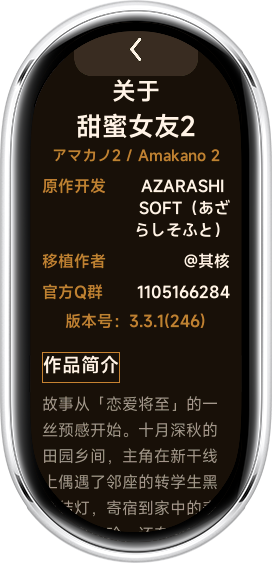 关于
甜蜜女友2
アマカノ2 / Amakano 2
原作开发 AZARASHI
SOFT（あざ
らしそふと）
移植作者 @其核
官方Q群 1105166284
版本号：3.3.1(246)
作品简介
故事从「恋爱将至」的一
丝预感开始。十月深秋的
田园乡间，主角在新干线
上偶遇了邻座的转学生黑
枝灯，寄宿到家中的